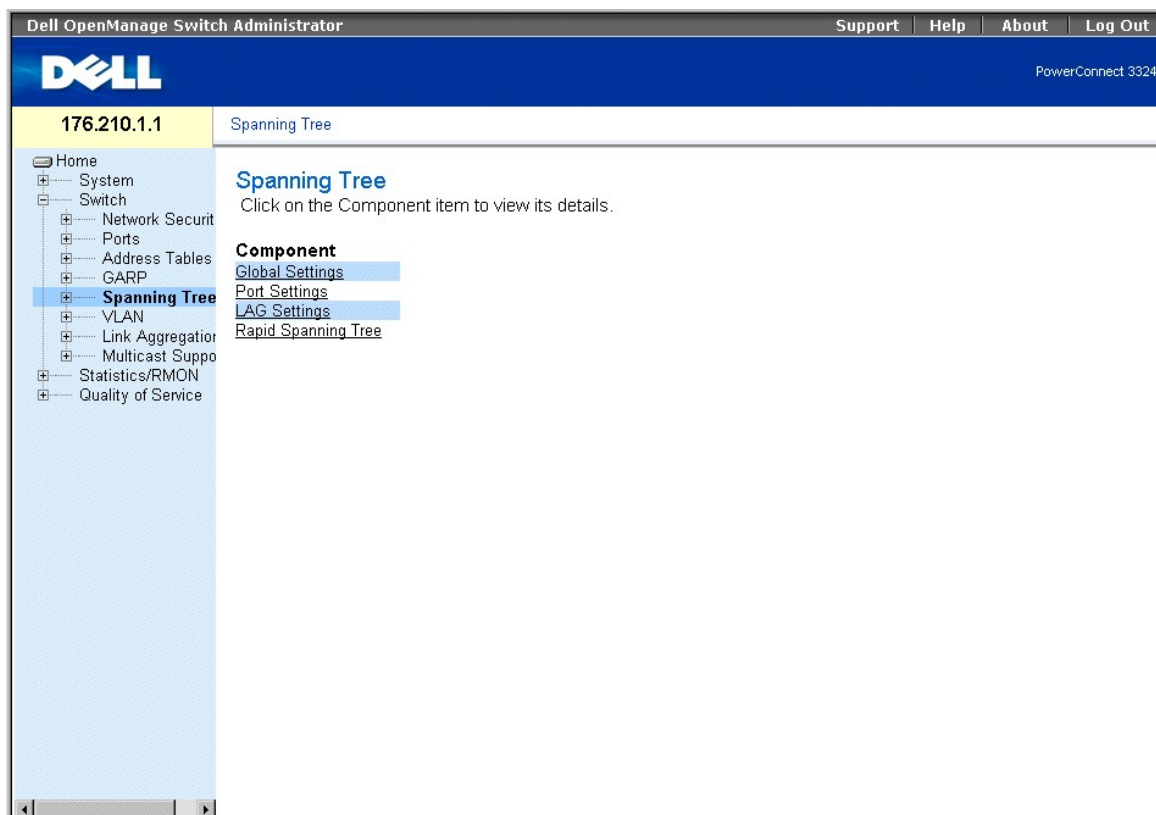 Dell OpenManage Switch Administrator
Support | Help | About | Log Out
DELL
PowerConnect 3324
176.210.1.1
Spanning Tree
Home
System
Switch
Network Securit
Ports
Address Tables
GARP
Spanning Tree
VLAN
Link Aggregation
Multicast Suppo
Statistics/RMON
Quality of Service
Spanning Tree
Click on the Component item to view its details.
Component
Global Settings
Port Settings
LAG Settings
Rapid Spanning Tree